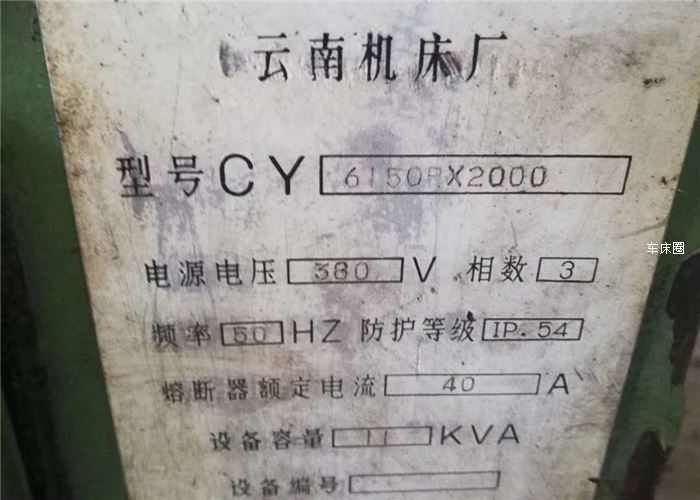 云南机床厂
型号CY 6150BX2000
车床圈
电源电压 380 V 相数 3
频率 50 HZ 防护等级 IP.54
熔断器额定电流 40 A
设备容量 11 KVA
设备编号